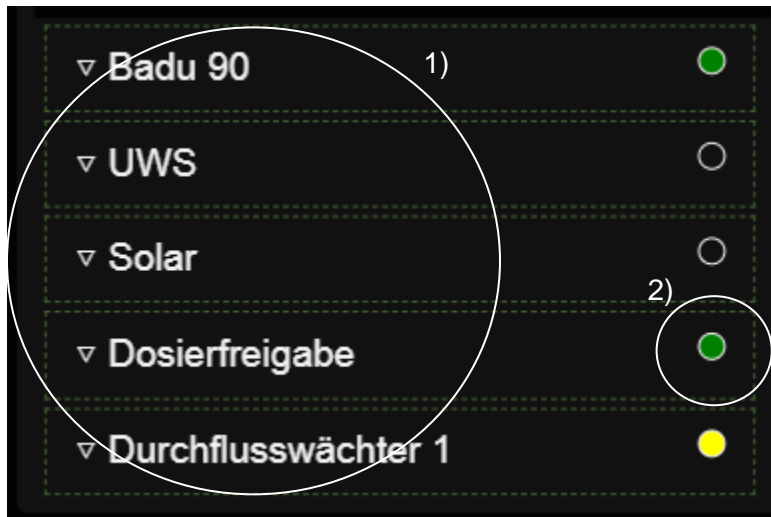 ▿ Badu 90 1)
▿ UWS
▿ Solar
2)
▿ Dosierfreigabe
▿ Durchflusswächter 1